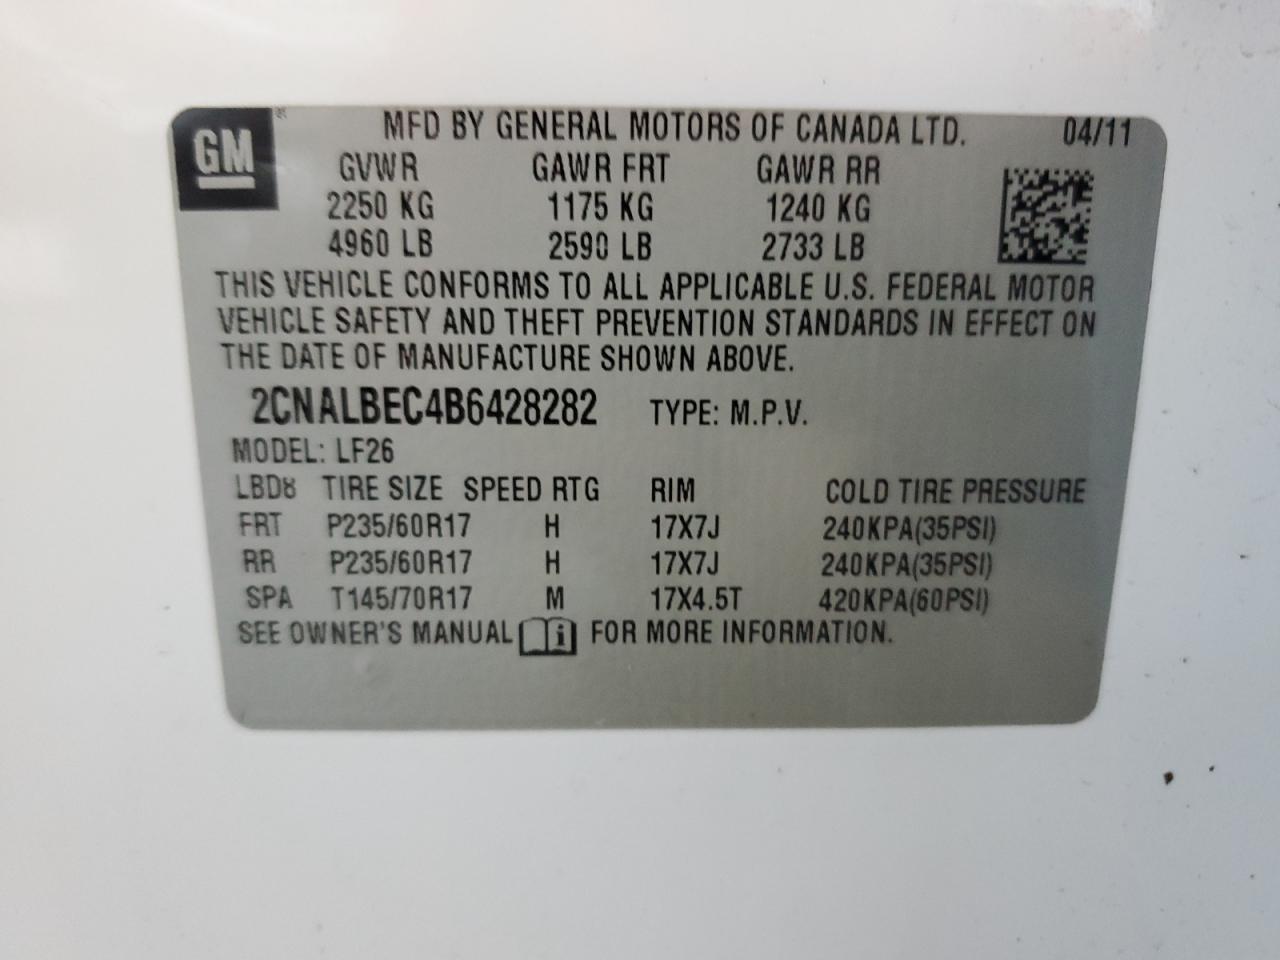 GM
MFD BY GENERAL MOTORS OF CANADA LTD. 04/11
GVWR GAWR FRT GAWR RR
2250 KG 1175 KG 1240 KG
4960 LB 2590 LB 2733 LB
THIS VEHICLE CONFORMS TO ALL APPLICABLE U.S. FEDERAL MOTOR
VEHICLE SAFETY AND THEFT PREVENTION STANDARDS IN EFFECT ON
THE DATE OF MANUFACTURE SHOWN ABOVE.
2CNALBEC4B6428282 TYPE: M.P.V.
MODEL: LF26
LBD8 TIRE SIZE SPEED RTG RIM COLD TIRE PRESSURE
FRT P235/60R17 H 17X7J 240KPA(35PSI)
RR P235/60R17 H 17X7J 240KPA(35PSI)
SPA T145/70R17 M 17X4.5T 420KPA(60PSI)
SEE OWNER'S MANUAL i FOR MORE INFORMATION.